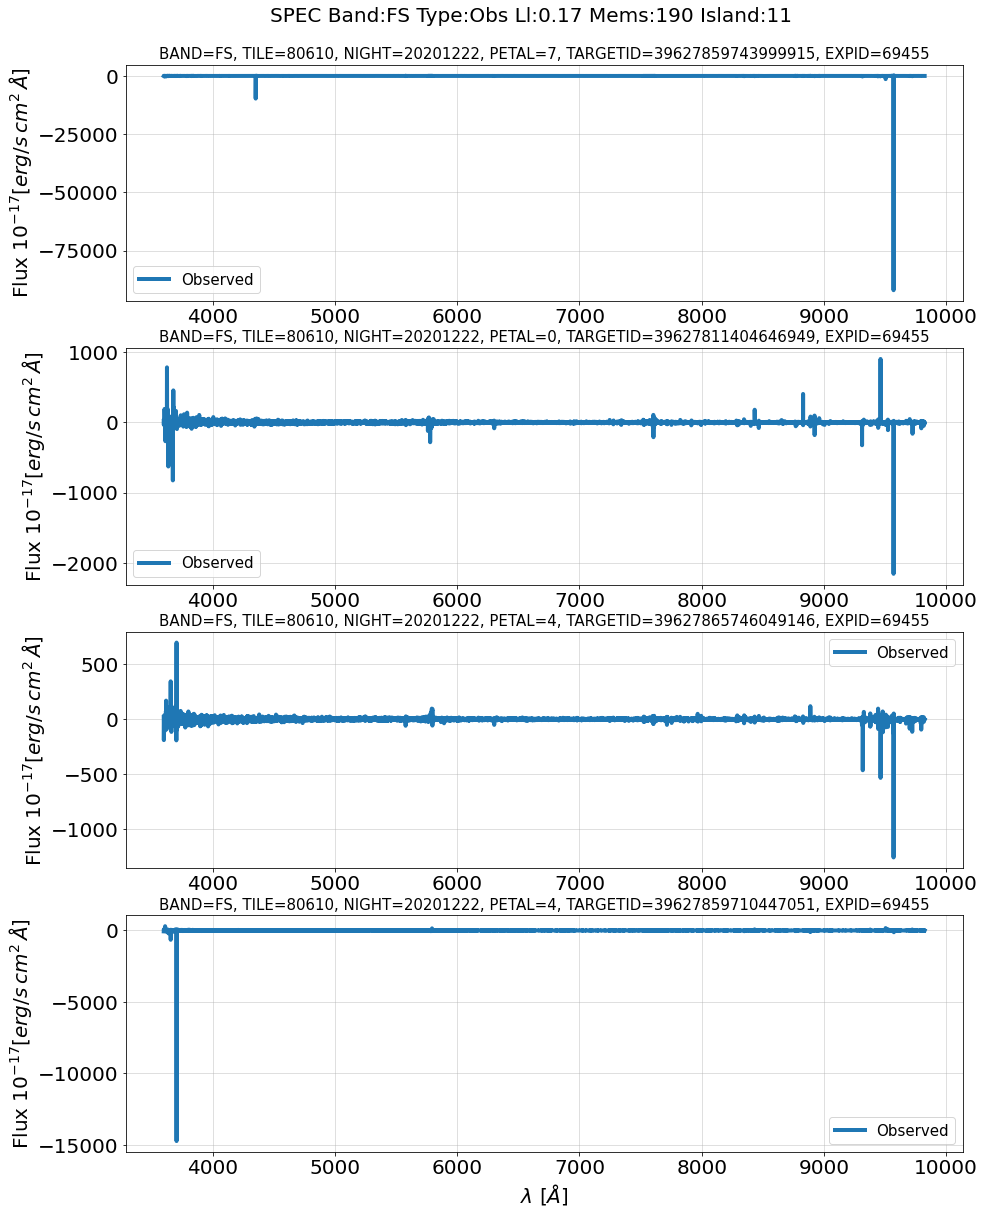 SPEC Band:FS Type:Obs Ll:0.17 Mems:190 Island:11
BAND=FS, TILE=80610, NIGHT=20201222, PETAL=7, TARGETID=39627859743999915, EXPID=69455
Flux 10^{-17}[erg/s cm^2 Å]
0
−25000
−50000
−75000
Observed
4000 5000 6000 7000 8000 9000 10000
BAND=FS, TILE=80610, NIGHT=20201222, PETAL=0, TARGETID=39627811404646949, EXPID=69455
Flux 10^{-17}[erg/s cm^2 Å]
1000
0
−1000
−2000
Observed
4000 5000 6000 7000 8000 9000 10000
BAND=FS, TILE=80610, NIGHT=20201222, PETAL=4, TARGETID=39627865746049146, EXPID=69455
Flux 10^{-17}[erg/s cm^2 Å]
500
0
−500
−1000
Observed
4000 5000 6000 7000 8000 9000 10000
BAND=FS, TILE=80610, NIGHT=20201222, PETAL=4, TARGETID=39627859710447051, EXPID=69455
Flux 10^{-17}[erg/s cm^2 Å]
0
−5000
−10000
−15000
Observed
4000 5000 6000 7000 8000 9000 10000
λ [Å]